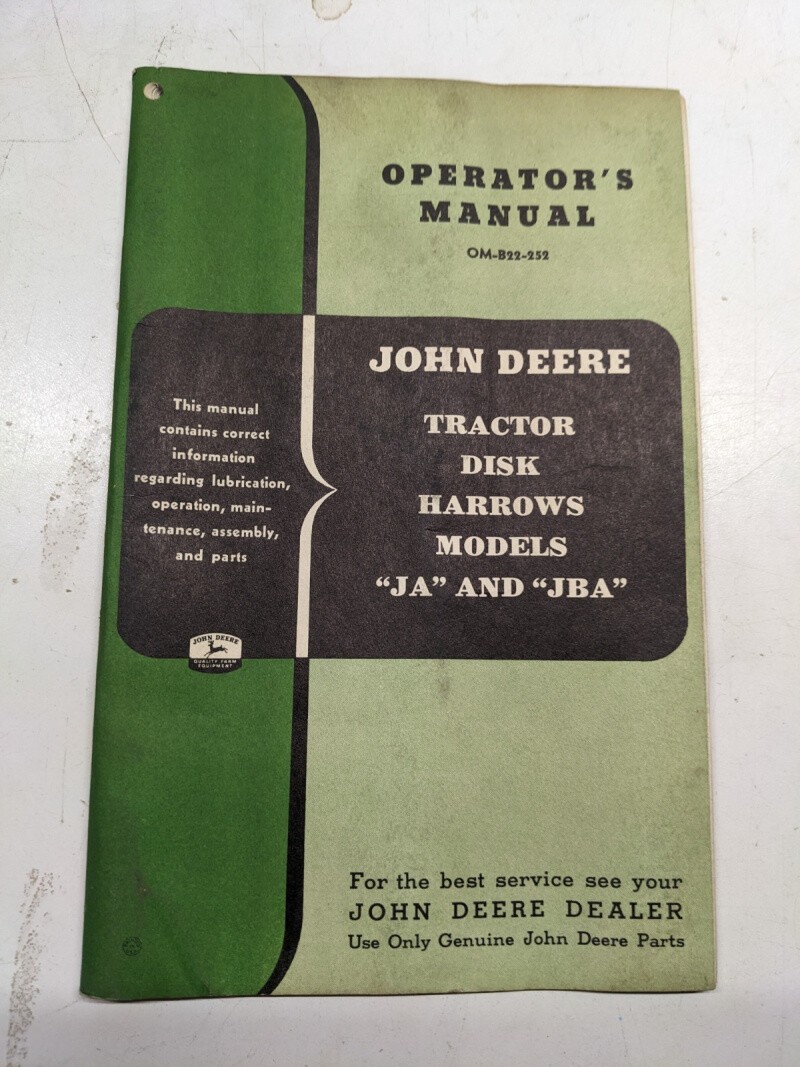 OPERATOR'S
MANUAL
OM-B22-252
JOHN DEERE
TRACTOR
DISK
HARROWS
MODELS
"JA" AND "JBA"
This manual
contains correct
information
regarding lubrication,
operation, main-
tenance, assembly,
and parts
JOHN DEERE
QUALITY FARM
EQUIPMENT
For the best service see your
JOHN DEERE DEALER
Use Only Genuine John Deere Parts